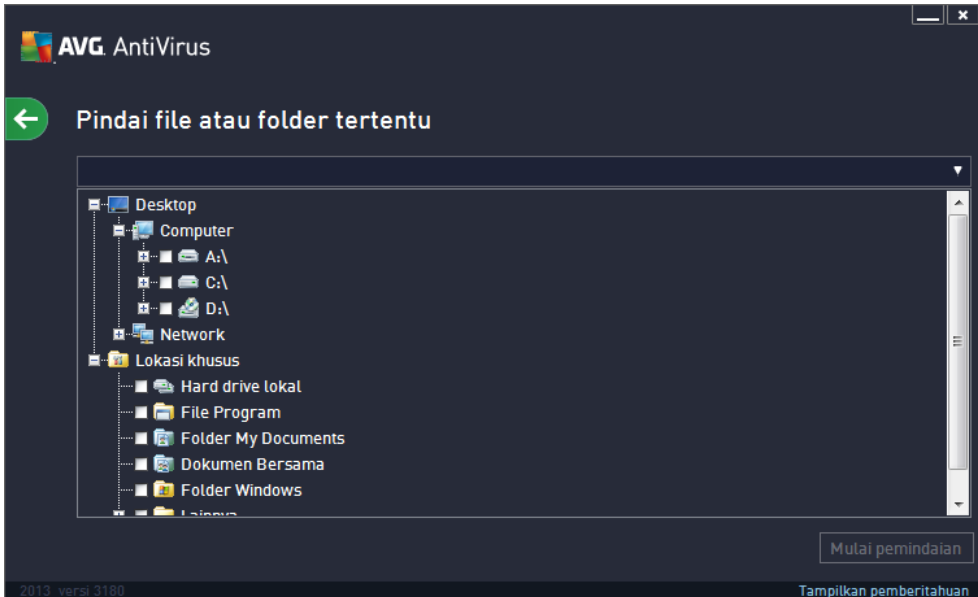 AVG. AntiVirus
Pindai file atau folder tertentu
Desktop
Computer
A:\
C:\
D:\
Network
Lokasi khusus
Hard drive lokal
File Program
Folder My Documents
Dokumen Bersama
Folder Windows
Lainnya
Mulai pemindaian
2013 versi 3180
Tampilkan pemberitahuan